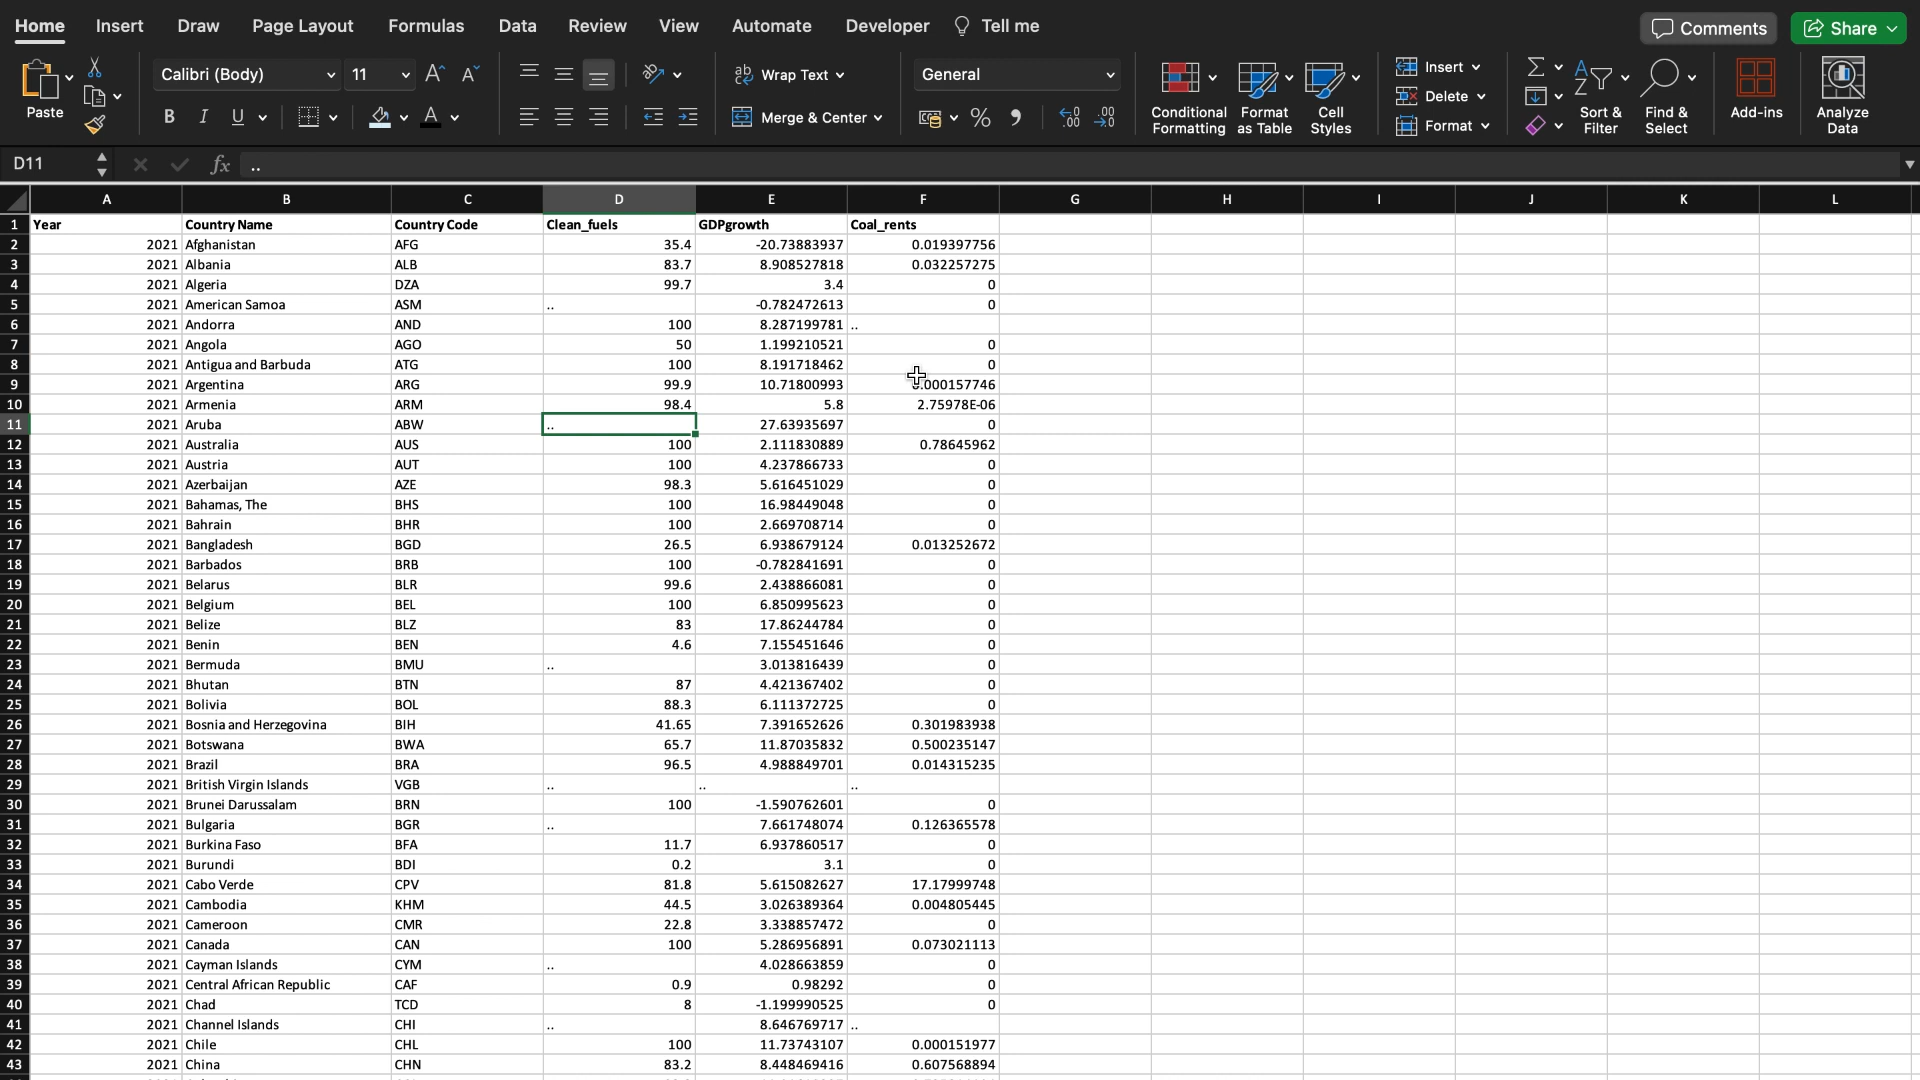 Home Insert Draw Page Layout Formulas Data Review View Automate Developer Tell me Comments Share
Paste Calibri (Body) 11 Wrap Text General Conditional Formatting Format as Table Cell Styles Insert Sort & Filter Find & Select Add-ins Analyze Data
B I U A Merge & Center % Delete
Format
D11 fx ..
A B C D E F G H I J K L
1 Year Country Name Country Code Clean_fuels GDPgrowth Coal_rents
2 2021 Afghanistan AFG 35.4 -20.73883937 0.019397756
3 2021 Albania ALB 83.7 8.908527818 0.032257275
4 2021 Algeria DZA 99.7 3.4 0
5 2021 American Samoa ASM .. -0.782472613 0
6 2021 Andorra AND 100 8.287199781 ..
7 2021 Angola AGO 50 1.199210521 0
8 2021 Antigua and Barbuda ATG 100 8.191718462 0
9 2021 Argentina ARG 99.9 10.71800993 0.000157746
10 2021 Armenia ARM 98.4 5.8 2.75978E-06
11 2021 Aruba ABW .. 27.63935697 0
12 2021 Australia AUS 100 2.111830889 0.78645962
13 2021 Austria AUT 100 4.237866733 0
14 2021 Azerbaijan AZE 98.3 5.616451029 0
15 2021 Bahamas, The BHS 100 16.98449048 0
16 2021 Bahrain BHR 100 2.669708714 0
17 2021 Bangladesh BGD 26.5 6.938679124 0.013252672
18 2021 Barbados BRB 100 -0.782841691 0
19 2021 Belarus BLR 99.6 2.438866081 0
20 2021 Belgium BEL 100 6.850995623 0
21 2021 Belize BLZ 83 17.86244784 0
22 2021 Benin BEN 4.6 7.155451646 0
23 2021 Bermuda BMU .. 3.013816439 0
24 2021 Bhutan BTN 87 4.421367402 0
25 2021 Bolivia BOL 88.3 6.111372725 0
26 2021 Bosnia and Herzegovina BIH 41.65 7.391652626 0.301983938
27 2021 Botswana BWA 65.7 11.87035832 0.500235147
28 2021 Brazil BRA 96.5 4.988849701 0.014315235
29 2021 British Virgin Islands VGB .. .. ..
30 2021 Brunei Darussalam BRN 100 -1.590762601 0
31 2021 Bulgaria BGR .. 7.661748074 0.126365578
32 2021 Burkina Faso BFA 11.7 6.937860517 0
33 2021 Burundi BDI 0.2 3.1 0
34 2021 Cabo Verde CPV 81.8 5.615082627 17.17999748
35 2021 Cambodia KHM 44.5 3.026389364 0.004805445
36 2021 Cameroon CMR 22.8 3.338857472 0
37 2021 Canada CAN 100 5.286956891 0.073021113
38 2021 Cayman Islands CYM .. 4.028663859 0
39 2021 Central African Republic CAF 0.9 0.98292 0
40 2021 Chad TCD 8 -1.199990525 0
41 2021 Channel Islands CHI .. 8.646769717 ..
42 2021 Chile CHL 100 11.73743107 0.000151977
43 2021 China CHN 83.2 8.448469416 0.607568894